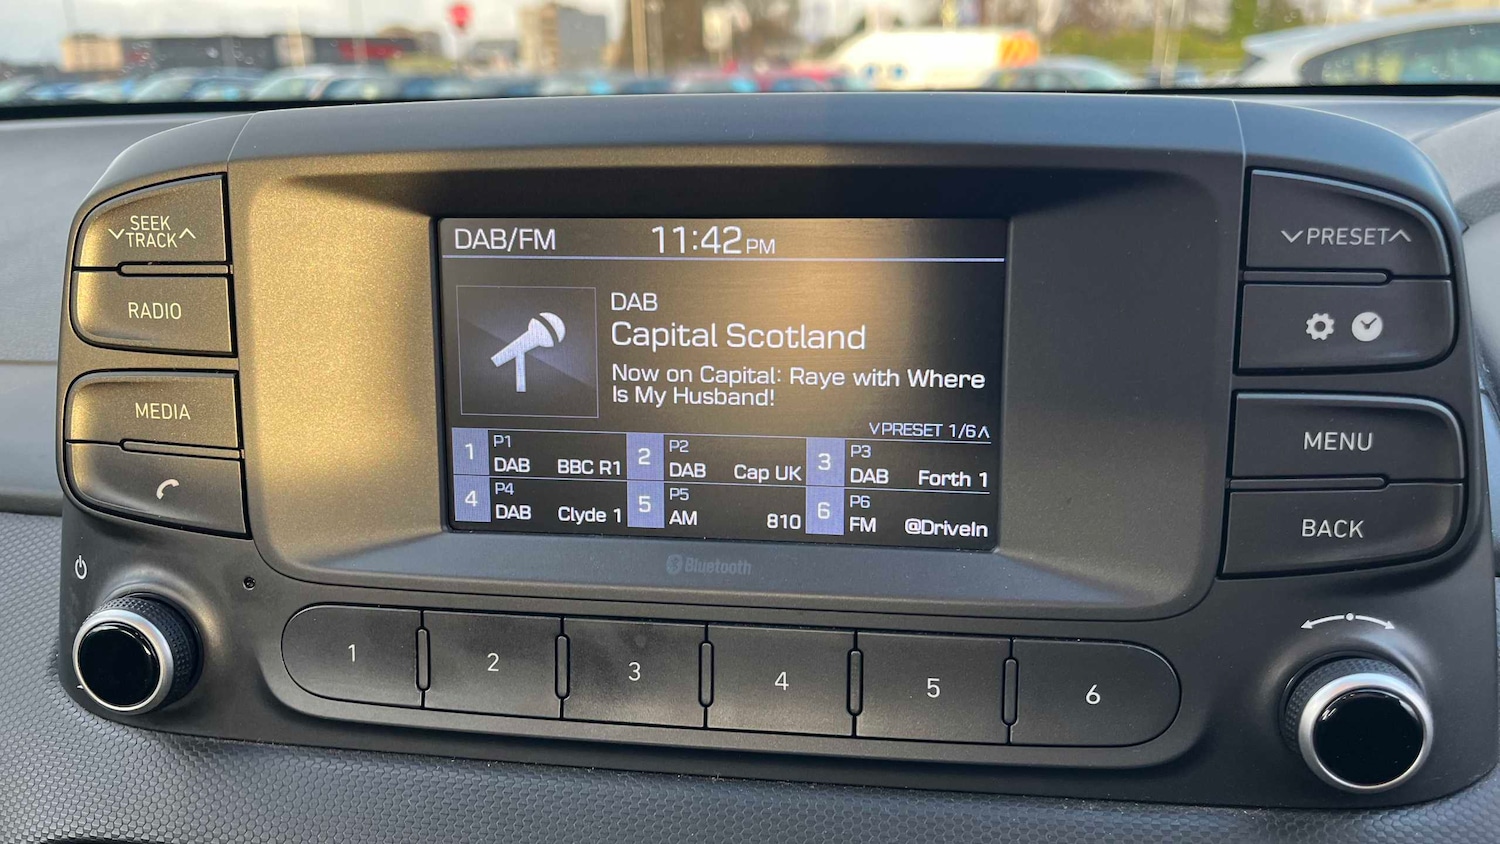 SEEK
TRACK
RADIO
MEDIA
DAB/FM 11:42PM
DAB
Capital Scotland
Now on Capital: Raye with Where
Is My Husband!
PRESET 1/6
1 P1 DAB BBC R1
2 P2 DAB Cap UK
3 P3 DAB Forth 1
4 P4 DAB Clyde 1
5 P5 AM 810
6 P6 FM @DriveIn
Bluetooth
1 2 3 4 5 6
PRESET
MENU
BACK